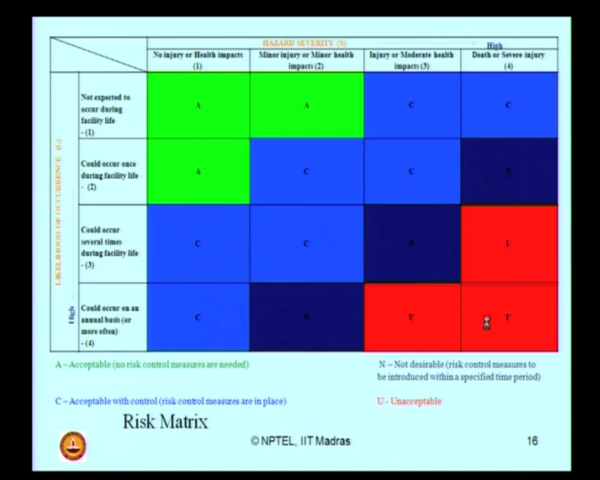 HAZARD SEVERITY (S)
High
No injury or Health impacts
(1)
Minor injury or Minor health
impacts (2)
Injury or Moderate health
impacts (3)
Death or Severe injury
(4)
LIKELIHOOD OF OCCURRENCE (L)
High
Not expected to
occur during
facility life
- (1)
A
A
C
C
Could occur once
during facility life
- (2)
A
C
C
N
Could occur
several times
during facility life
- (3)
C
C
N
U
Could occur on an
annual basis (or
more often)
- (4)
C
N
U
U
A – Acceptable (no risk control measures are needed)
N – Not desirable (risk control measures to
be introduced within a specified time period)
C – Acceptable with control (risk control measures are in place)
U - Unacceptable
Risk Matrix
© NPTEL, IIT Madras
16